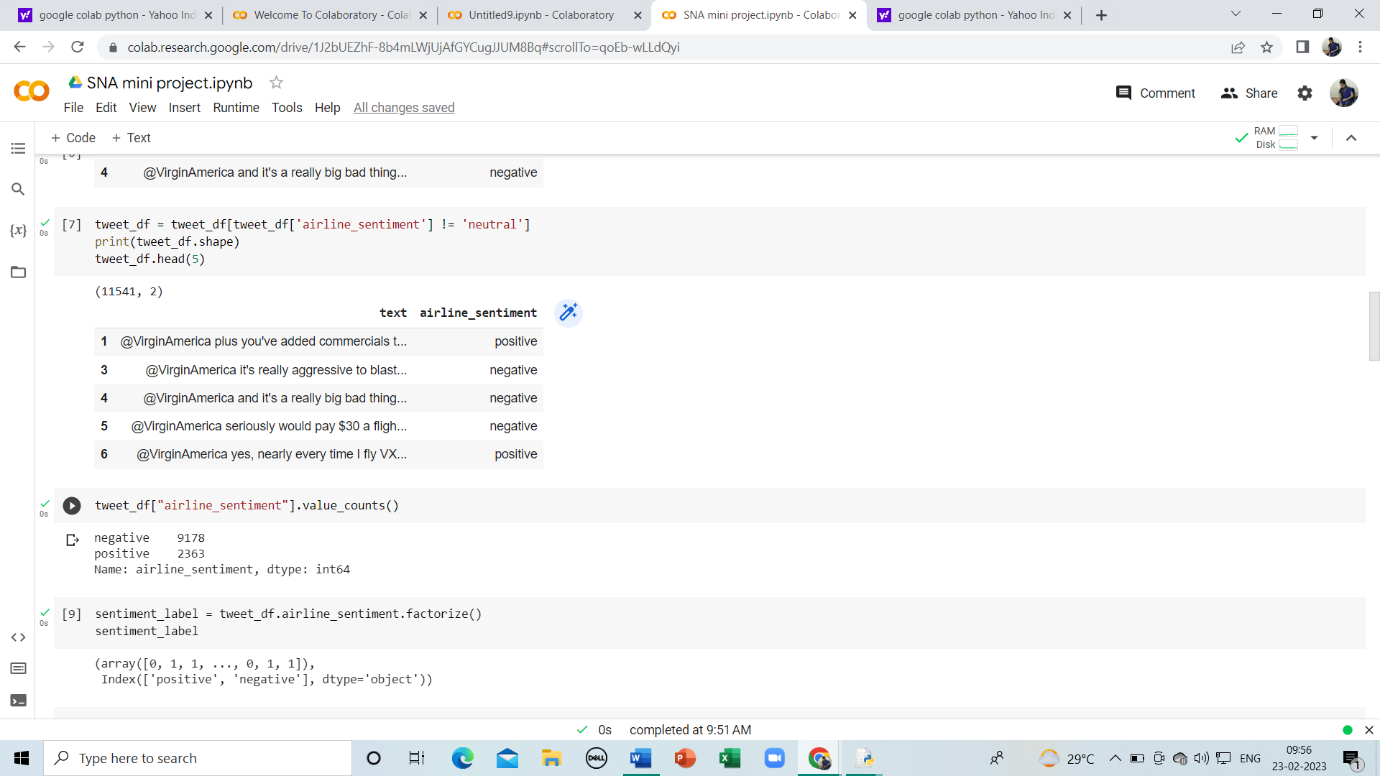 google colab python - Yahoo Ind
Welcome To Colaboratory - Colab
Untitled9.ipynb - Colaboratory
SNA mini project.ipynb - Colabor
google colab python - Yahoo Ind
colab.research.google.com/drive/1J2bUEZhF-8b4mLWjUjAfGYCugJJUM8Bq#scrollTo=qoEb-wLLdQyi
SNA mini project.ipynb
File Edit View Insert Runtime Tools Help All changes saved
Comment
Share
+ Code + Text
RAM
Disk
0s
4 @VirginAmerica and it's a really big bad thing... negative
{x}
0s
[7] tweet_df = tweet_df[tweet_df['airline_sentiment'] != 'neutral']
print(tweet_df.shape)
tweet_df.head(5)
(11541, 2)
text airline_sentiment
1 @VirginAmerica plus you've added commercials t... positive
3 @VirginAmerica it's really aggressive to blast... negative
4 @VirginAmerica and it's a really big bad thing... negative
5 @VirginAmerica seriously would pay $30 a fligh... negative
6 @VirginAmerica yes, nearly every time I fly VX... positive
0s
tweet_df["airline_sentiment"].value_counts()
negative 9178
positive 2363
Name: airline_sentiment, dtype: int64
0s
[9] sentiment_label = tweet_df.airline_sentiment.factorize()
sentiment_label
(array([0, 1, 1, ..., 0, 1, 1]),
Index(['positive', 'negative'], dtype='object'))
0s completed at 9:51 AM
Type here to search
DELL
29°C
ENG
09:56
23-02-2023
1